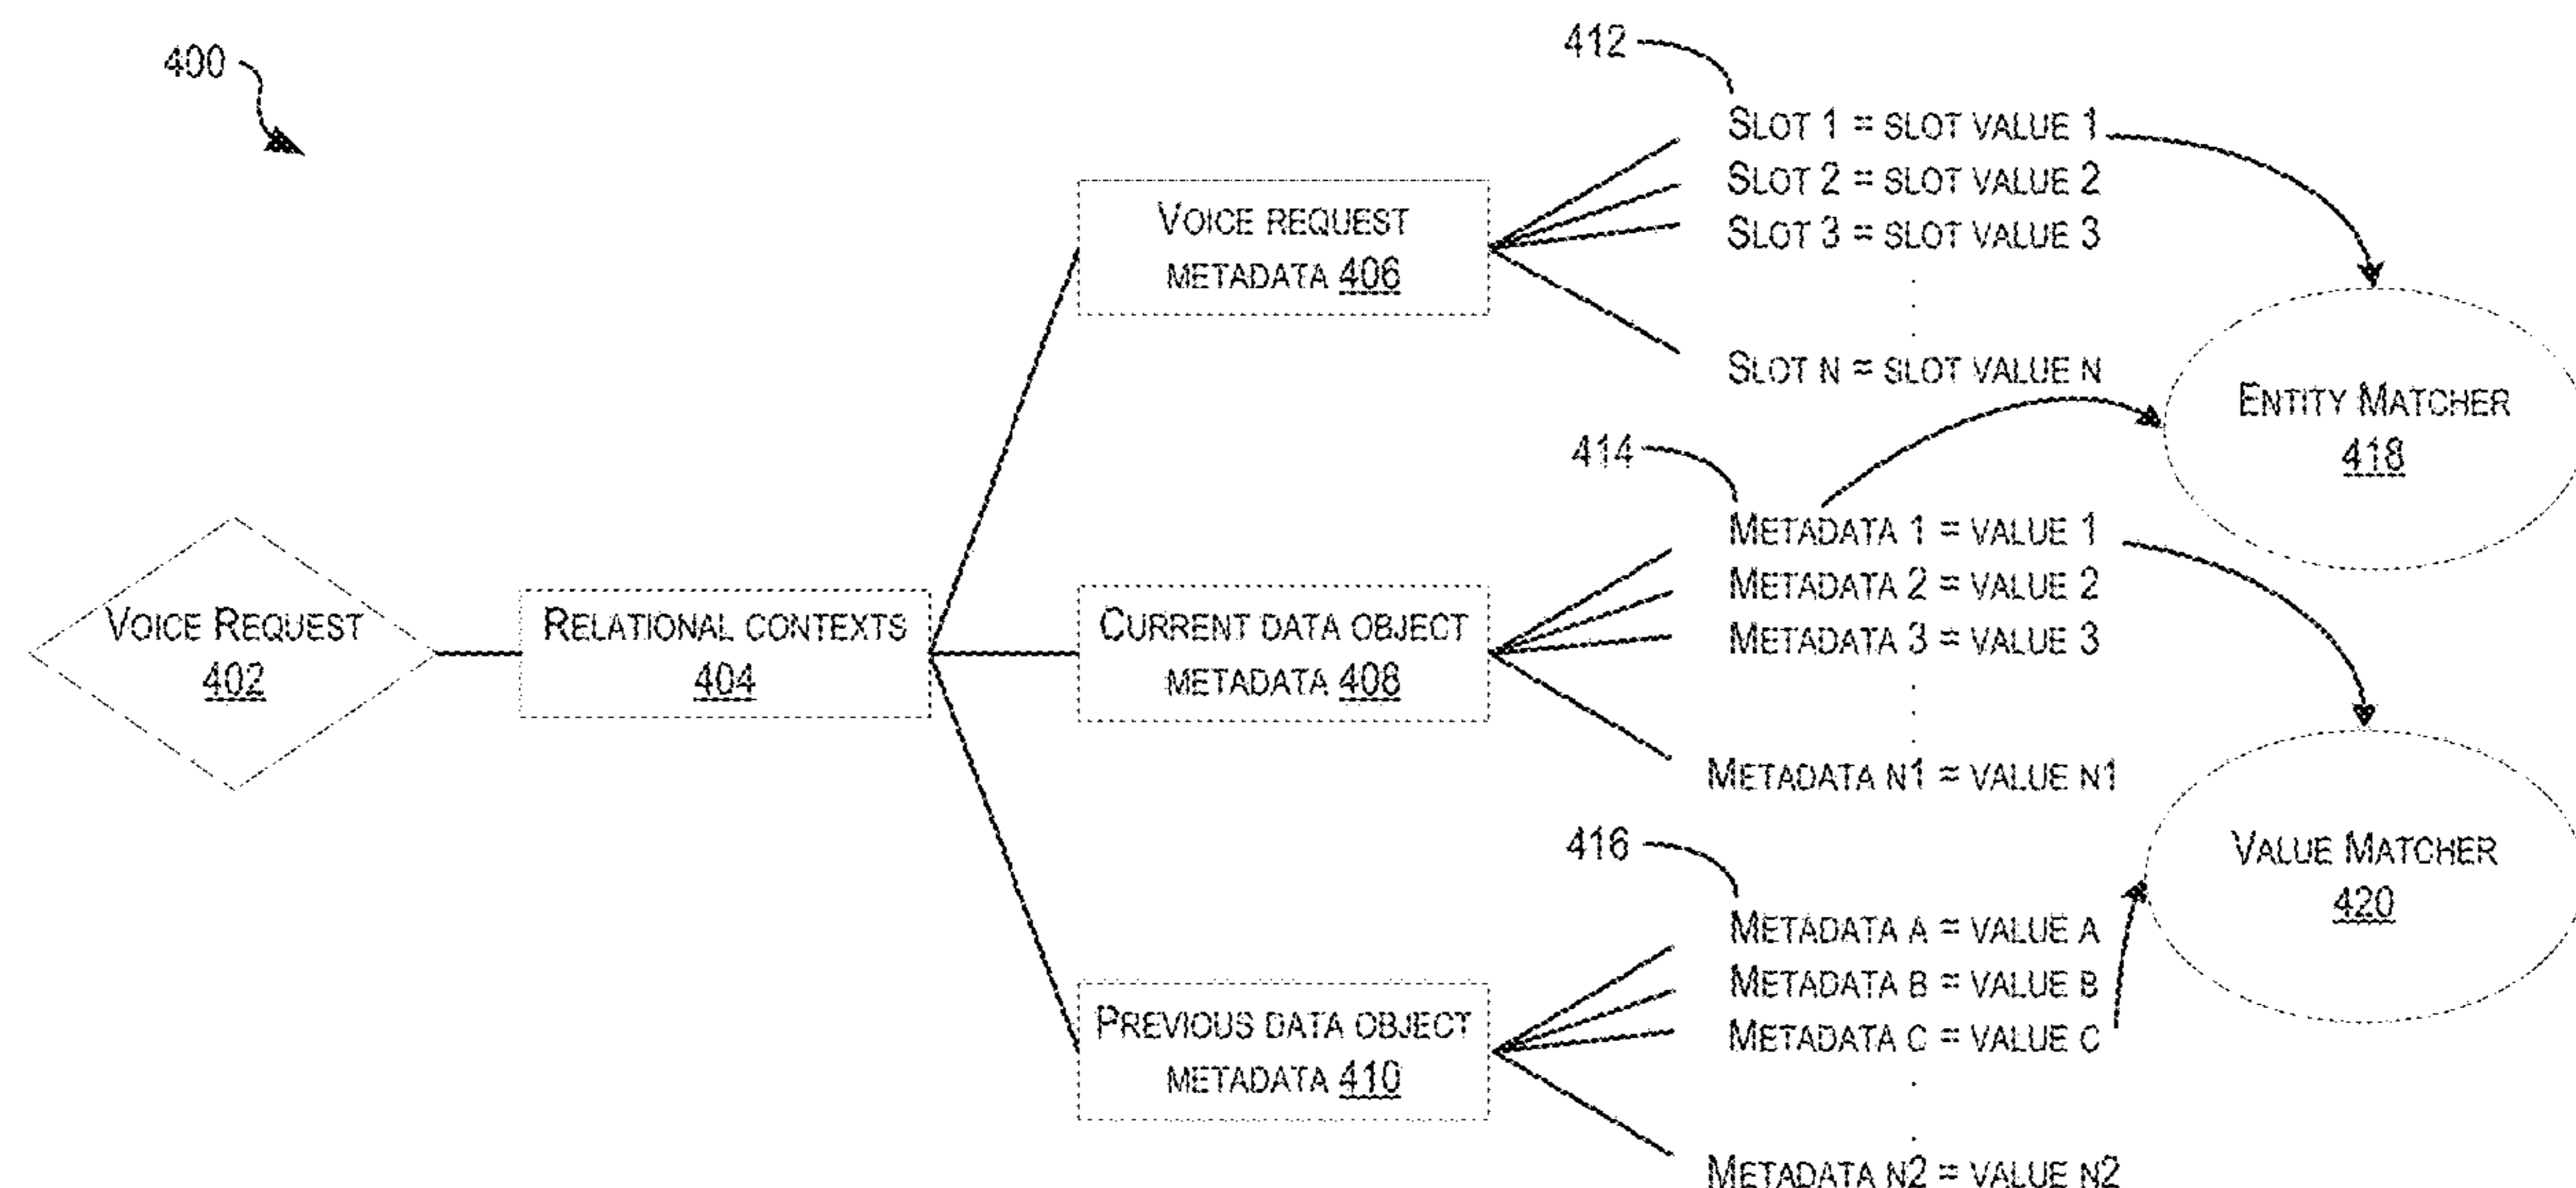 400
412
SLOT 1 = SLOT VALUE 1
SLOT 2 = SLOT VALUE 2
SLOT 3 = SLOT VALUE 3
SLOT N = SLOT VALUE N
VOICE REQUEST
METADATA 406
ENTITY MATCHER
418
414
METADATA 1 = VALUE 1
METADATA 2 = VALUE 2
METADATA 3 = VALUE 3
METADATA N1 = VALUE N1
VOICE REQUEST
402
RELATIONAL CONTEXTS
404
CURRENT DATA OBJECT
METADATA 408
416
METADATA A = VALUE A
METADATA B = VALUE B
METADATA C = VALUE C
METADATA N2 = VALUE N2
VALUE MATCHER
420
PREVIOUS DATA OBJECT
METADATA 410